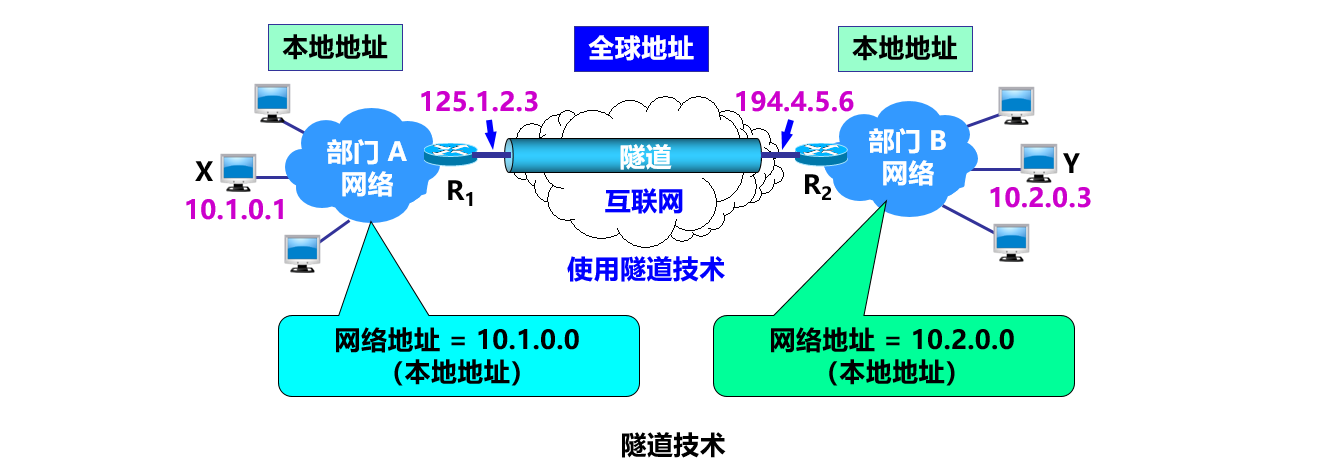 本地地址
全球地址
本地地址
125.1.2.3
194.4.5.6
部门 A
网络
隧道
部门 B
网络
X
Y
10.1.0.1
R1
互联网
R2
10.2.0.3
使用隧道技术
网络地址 = 10.1.0.0
（本地地址）
网络地址 = 10.2.0.0
（本地地址）
隧道技术